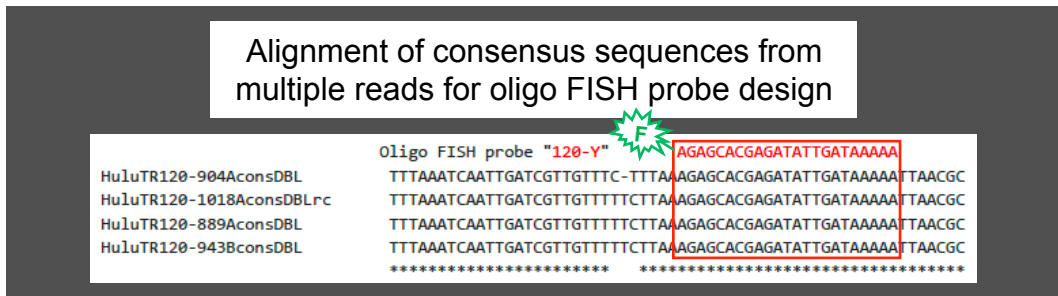 Alignment of consensus sequences from
multiple reads for oligo FISH probe design
F
Oligo FISH probe "120-Y" AGAGCACGAGATATTGATAAAAA
HuluTR120-904AconsDBL TTTAAATCAATTGATCGTTGTTTC-TTTAAAGAGCACGAGATATTGATAAAAATTAACGC
HuluTR120-1018AconsDBLrc TTTAAATCAATTGATCGTTGTTTTTCTTAAAGAGCACGAGATATTGATAAAAATTAACGC
HuluTR120-889AconsDBL TTTAAATCAATTGATCGTTGTTTTTCTTAAAGAGCACGAGATATTGATAAAAATTAACGC
HuluTR120-943BconsDBL TTTAAATCAATTGATCGTTGTTTTTCTTAAAGAGCACGAGATATTGATAAAAATTAACGC
*********************** **********************************